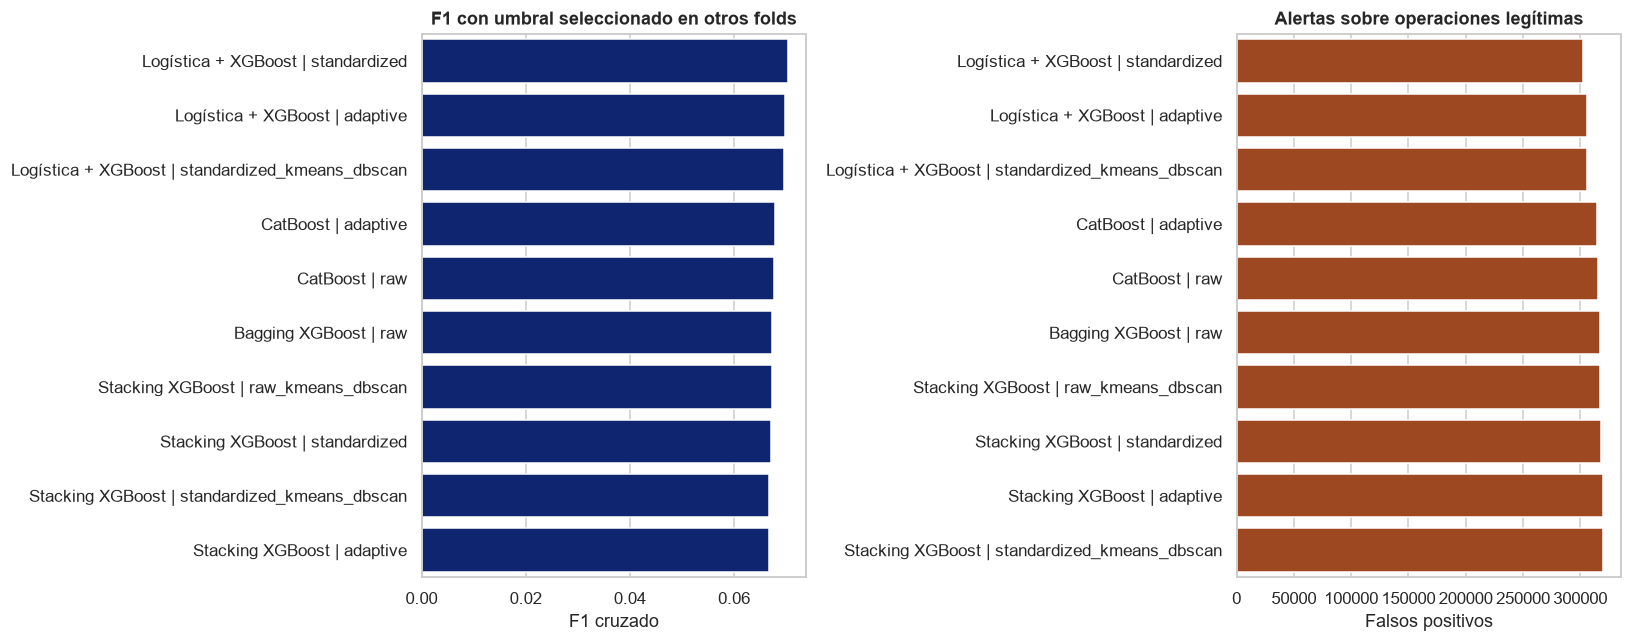 F1 con umbral seleccionado en otros folds
Logística + XGBoost | standardized
Logística + XGBoost | adaptive
Logística + XGBoost | standardized_kmeans_dbscan
CatBoost | adaptive
CatBoost | raw
Bagging XGBoost | raw
Stacking XGBoost | raw_kmeans_dbscan
Stacking XGBoost | standardized
Stacking XGBoost | standardized_kmeans_dbscan
Stacking XGBoost | adaptive
0.00 0.02 0.04 0.06
F1 cruzado
Alertas sobre operaciones legítimas
Logística + XGBoost | standardized
Logística + XGBoost | adaptive
Logística + XGBoost | standardized_kmeans_dbscan
CatBoost | adaptive
CatBoost | raw
Bagging XGBoost | raw
Stacking XGBoost | raw_kmeans_dbscan
Stacking XGBoost | standardized
Stacking XGBoost | adaptive
Stacking XGBoost | standardized_kmeans_dbscan
0 50000 100000 150000 200000 250000 300000
Falsos positivos